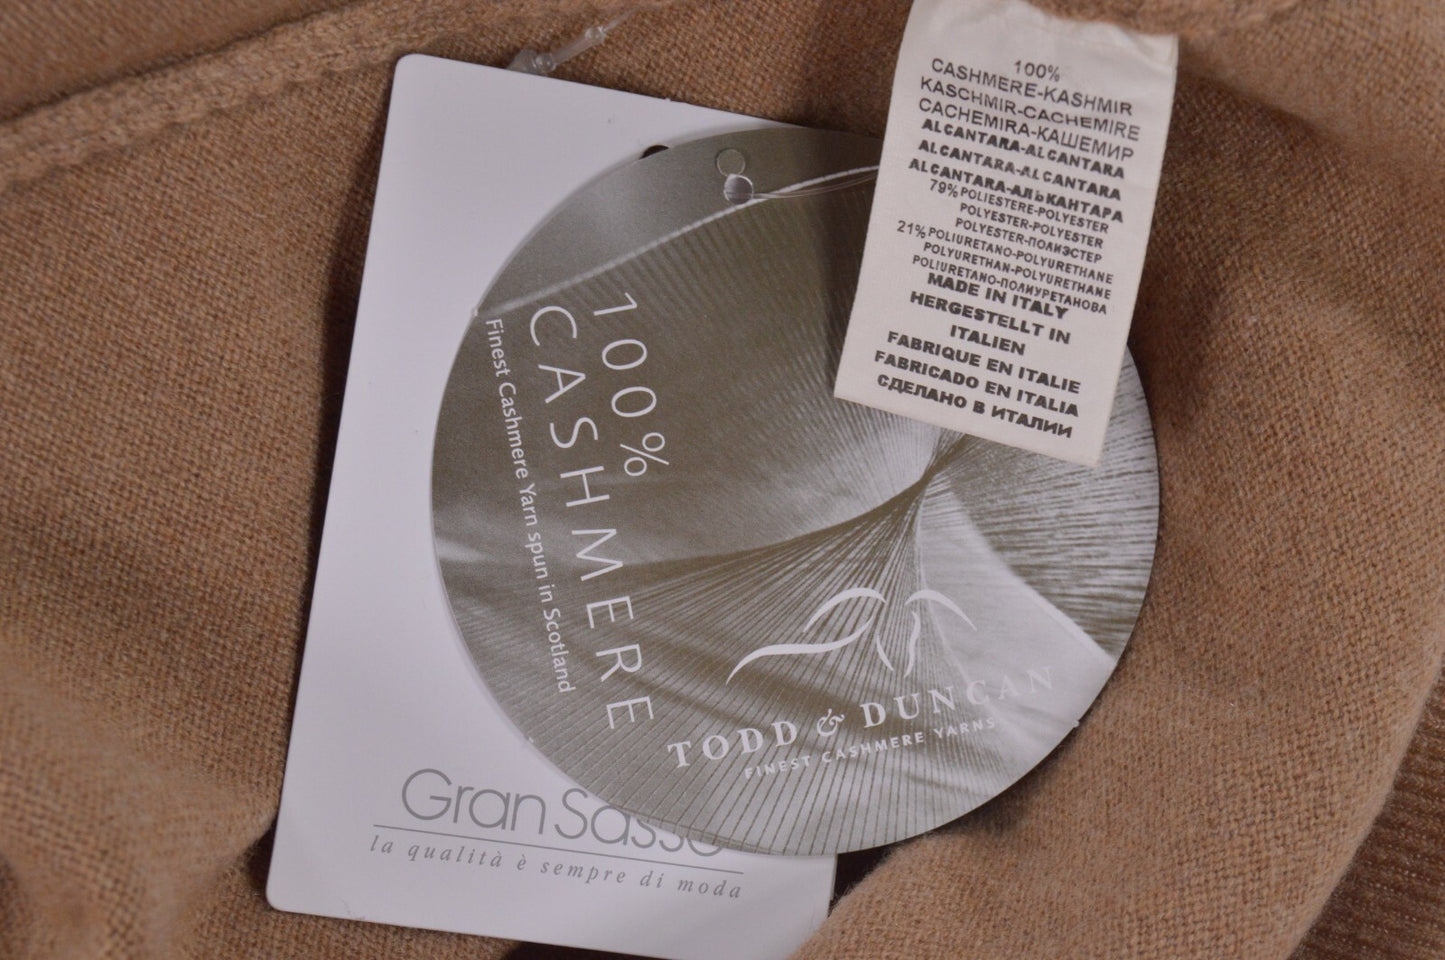 100%
CASHMERE-KASHMIR
KASCHMIR-CACHEMIRE
CACHEMIRA-КАШЕМИР
ALCANTARA-ALCANTARA
ALCANTARA-ALCANTARA
ALCANTARA-АЛЬКАНТАРА
79% POLIESTERE-POLYESTER
POLYESTER-POLYESTER
POLYESTER-ПОЛИЭСТЕР
21% POLIURETANO-POLYURETHANE
POLYURETHAN-POLYURETHANE
POLIURETANO-ПОЛИУРЕТАНОВА
MADE IN ITALY
HERGESTELLT IN
ITALIEN
FABRIQUE EN ITALIE
FABRICADO EN ITALIA
СДЕЛАНО В ИТАЛИИ
100%
CASHMERE
Finest Cashmere Yarn spun in Scotland
TODD & DUNCAN
FINEST CASHMERE YARNS
Gran Sasso
la qualità è sempre di moda